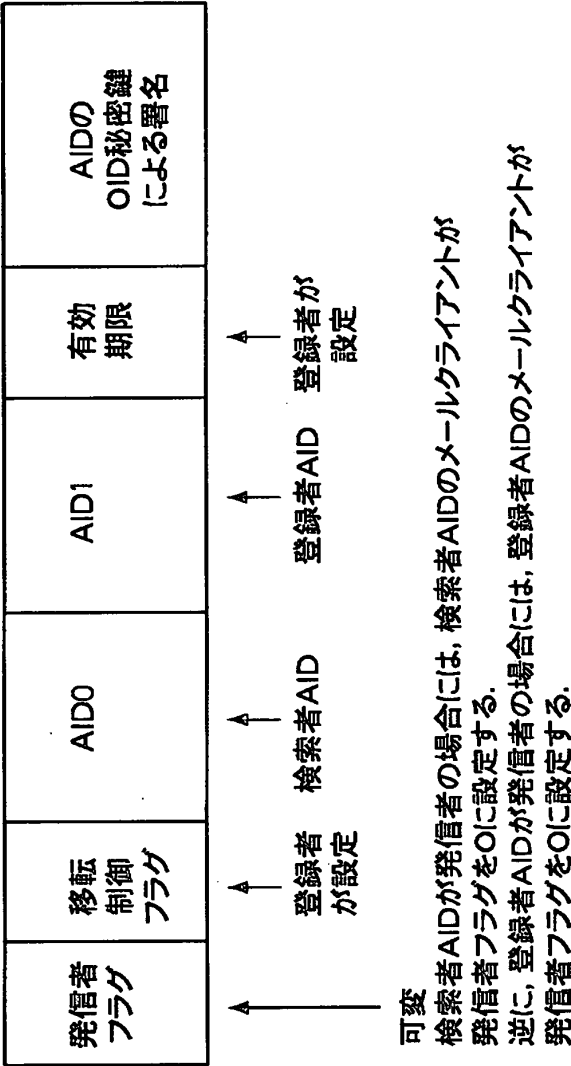 発信者
フラグ
移転
制御
フラグ
AID0
AID1
有効
期限
AIDの
OID秘密鍵
による署名
登録者
が設定
検索者AID
登録者AID
登録者が
設定
可変
検索者AIDが発信者の場合には, 検索者AIDのメールクライアントが
発信者フラグを0に設定する.
逆に, 登録者AIDが発信者の場合には, 登録者AIDのメールクライアントが
発信者フラグを0に設定する.